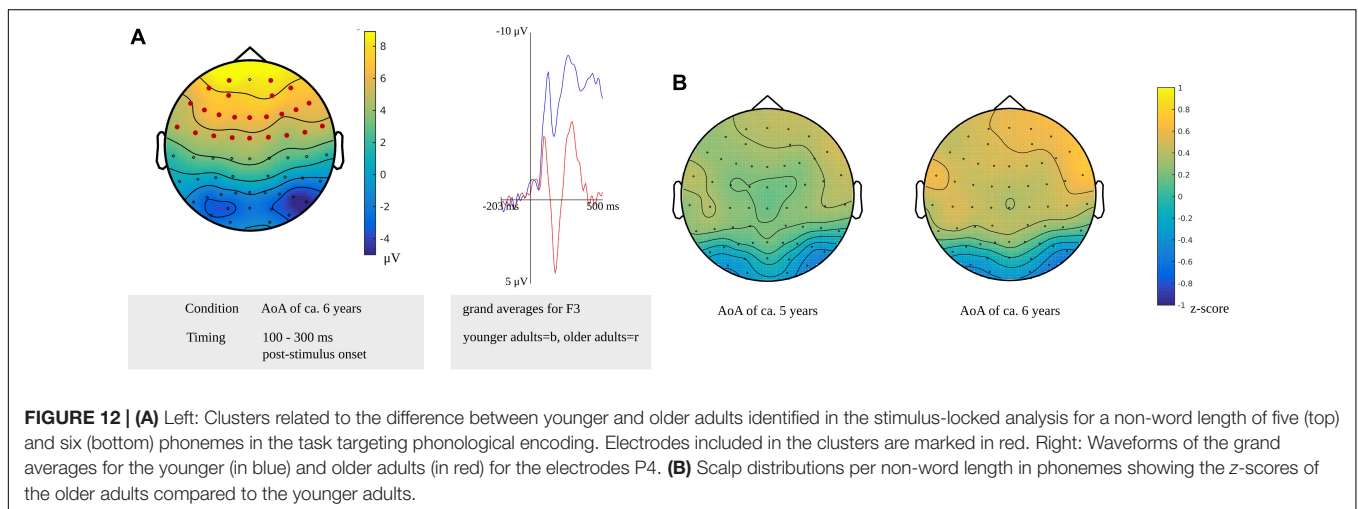 A
8
6
4
2
0
-2
-4
μV
-10 μV
-203 ms
500 ms
5 μV
Condition AoA of ca. 6 years
Timing 100 - 300 ms
post-stimulus onset
grand averages for F3
younger adults=b, older adults=r
B
AoA of ca. 5 years
AoA of ca. 6 years
1
0.8
0.6
0.4
0.2
0
-0.2
-0.4
-0.6
-0.8
-1
z-score
FIGURE 12 | (A) Left: Clusters related to the difference between younger and older adults identified in the stimulus-locked analysis for a non-word length of five (top)
and six (bottom) phonemes in the task targeting phonological encoding. Electrodes included in the clusters are marked in red. Right: Waveforms of the grand
averages for the younger (in blue) and older adults (in red) for the electrodes P4. (B) Scalp distributions per non-word length in phonemes showing the z-scores of
the older adults compared to the younger adults.